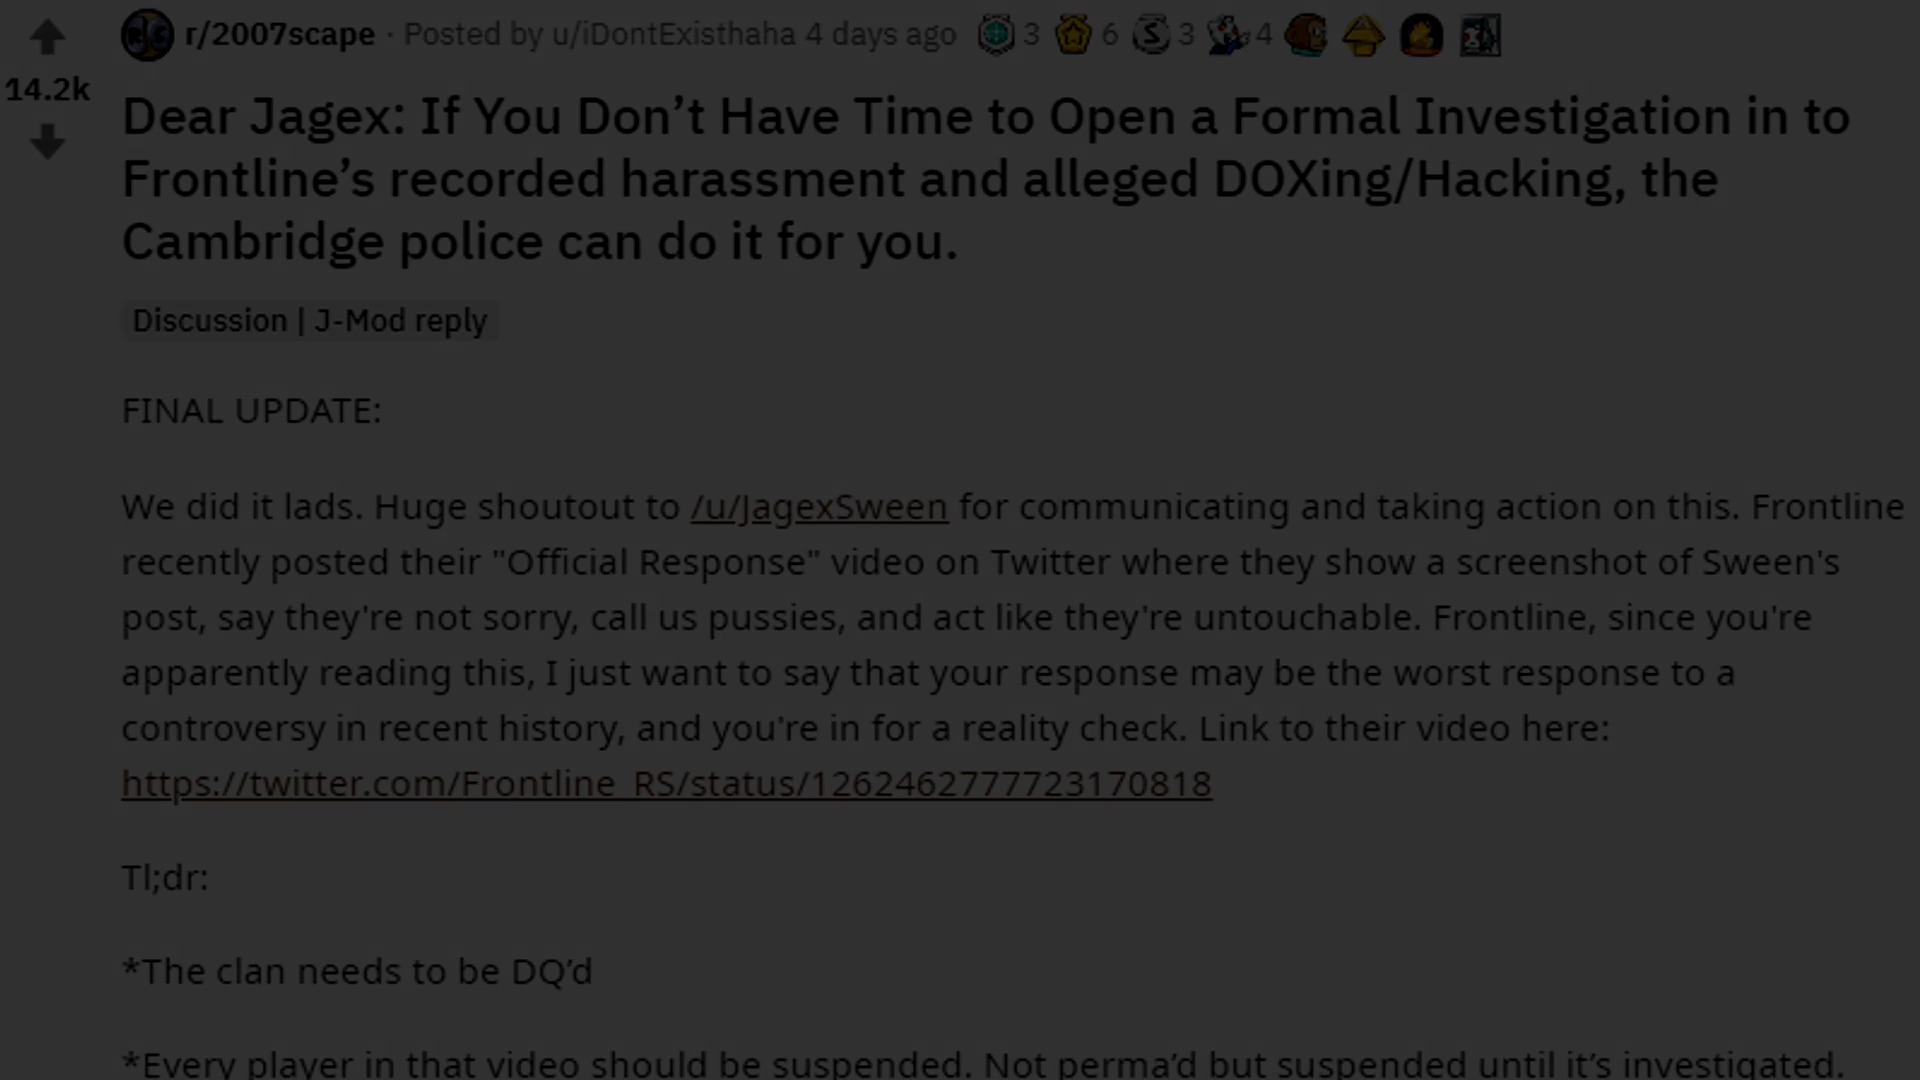 r/2007scape · Posted by u/iDontExisthaha 4 days ago 3 6 3 4
14.2k
Dear Jagex: If You Don’t Have Time to Open a Formal Investigation in to
Frontline’s recorded harassment and alleged DOXing/Hacking, the
Cambridge police can do it for you.
Discussion | J-Mod reply
FINAL UPDATE:
We did it lads. Huge shoutout to /u/JagexSween for communicating and taking action on this. Frontline
recently posted their "Official Response" video on Twitter where they show a screenshot of Sween's
post, say they're not sorry, call us pussies, and act like they're untouchable. Frontline, since you're
apparently reading this, I just want to say that your response may be the worst response to a
controversy in recent history, and you're in for a reality check. Link to their video here:
https://twitter.com/Frontline_RS/status/1262462777723170818
Tl;dr:
*The clan needs to be DQ’d
*Every player in that video should be suspended. Not perma’d but suspended until it’s investigated.